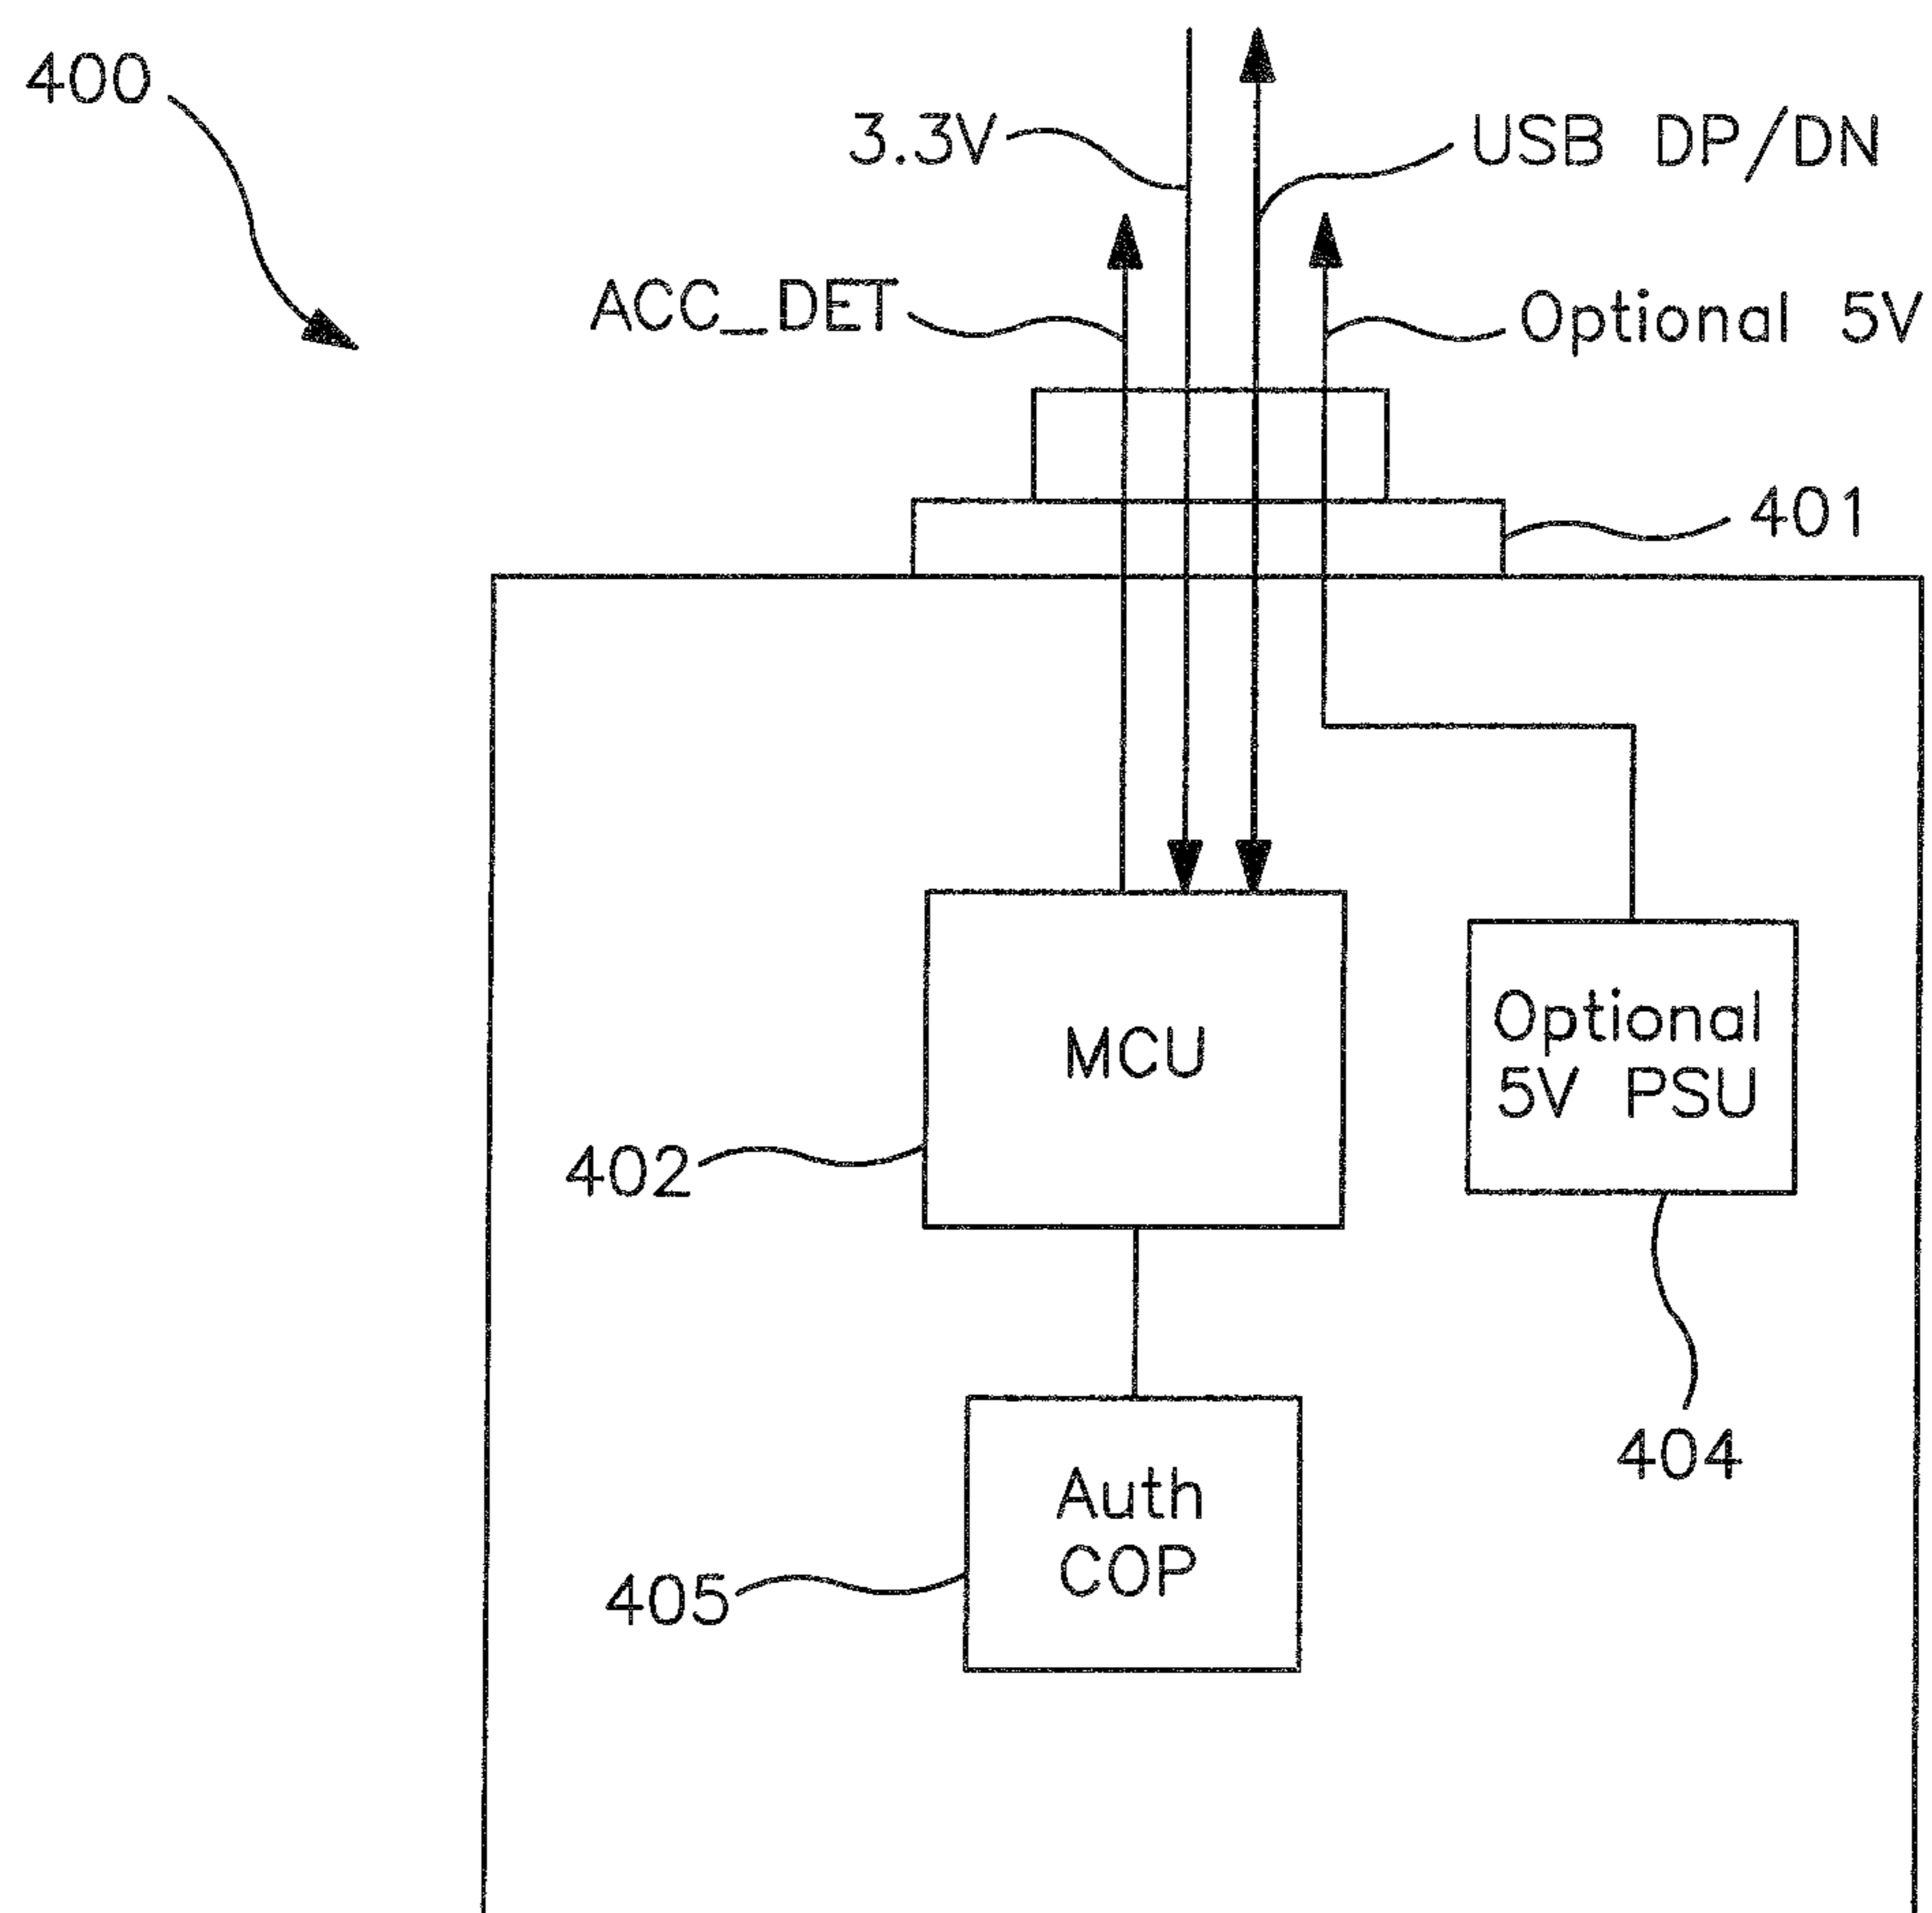 400
3.3V
USB DP/DN
ACC_DET
Optional 5V
401
MCU
Optional
5V PSU
402
404
Auth
COP
405